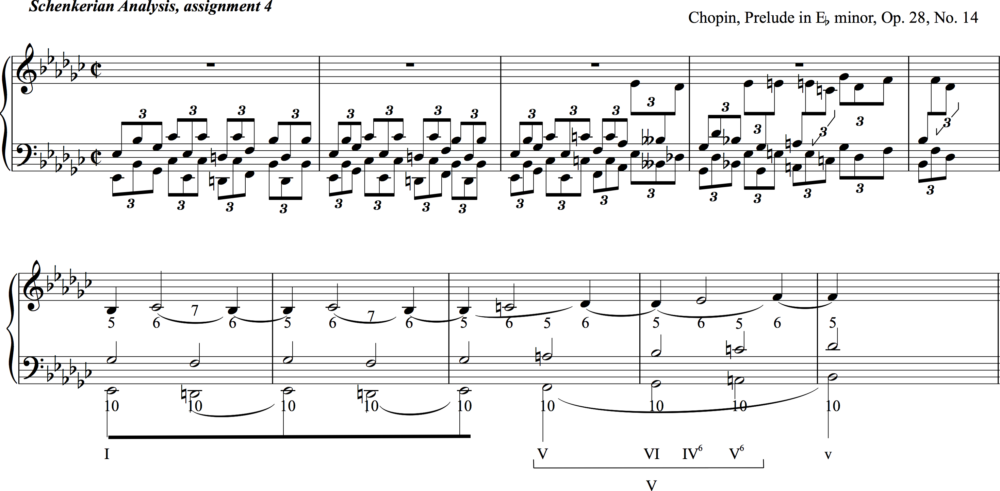 Schenkerian Analysis, assignment 4
Chopin, Prelude in E♭ minor, Op. 28, No. 14
3 3 3 3 3 3 3 3 3 3 3 3 3 3 3 3 3
3 3 3 3 3 3 3 3 3 3 3 3 3 3 3 3 3
5 6 7 6 5 6 7 6 5 6 5 6 5 6 5 6 5
10 10 10 10 10 10 10 10 10
I V VI IV6 V6 v
V